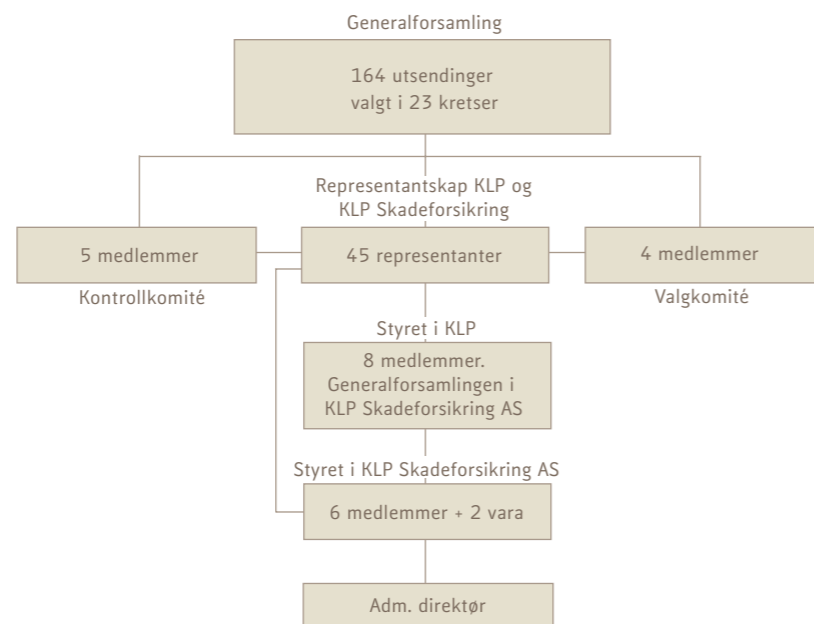 Generalforsamling
164 utsendinger
valgt i 23 kretser
Representantskap KLP og
KLP Skadeforsikring
5 medlemmer
45 representanter
4 medlemmer
Kontrollkomité
Valgkomité
Styret i KLP
8 medlemmer.
Generalforsamlingen i
KLP Skadeforsikring AS
Styret i KLP Skadeforsikring AS
6 medlemmer + 2 vara
Adm. direktør